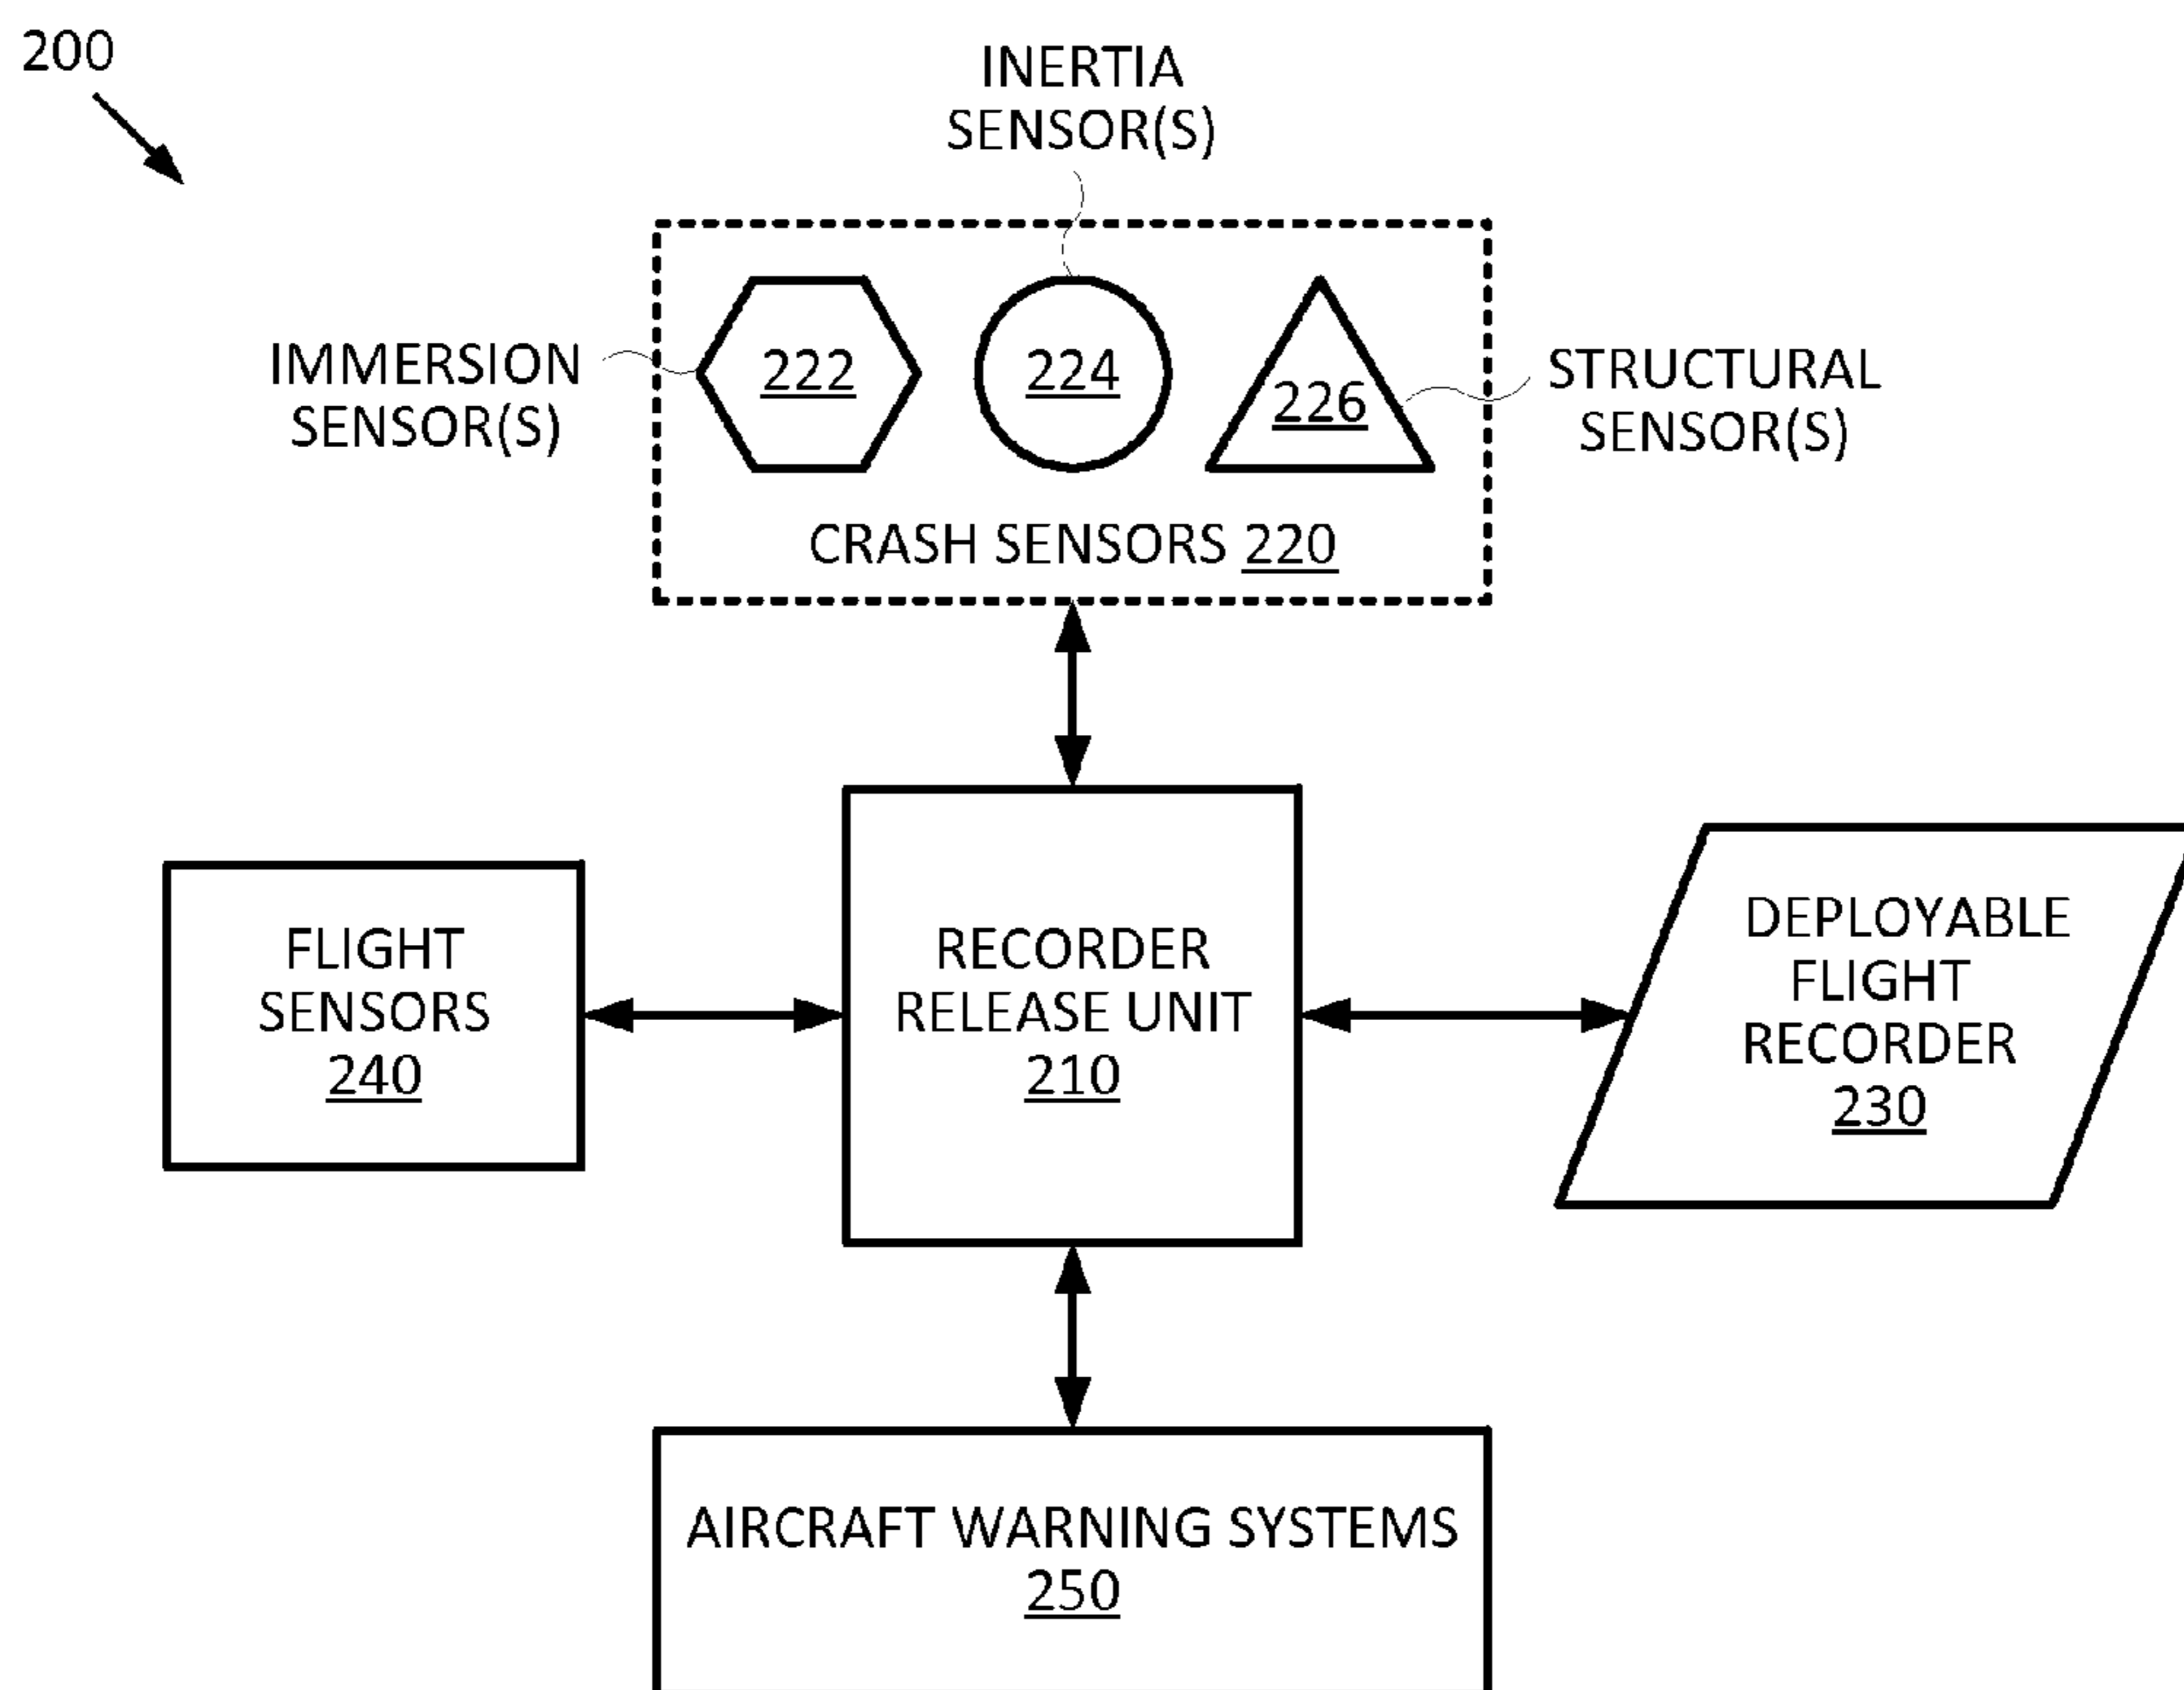 200
INERTIA
SENSOR(S)
IMMERSION
SENSOR(S)
222
224
226
STRUCTURAL
SENSOR(S)
CRASH SENSORS 220
FLIGHT
SENSORS
240
RECORDER
RELEASE UNIT
210
DEPLOYABLE
FLIGHT
RECORDER
230
AIRCRAFT WARNING SYSTEMS
250